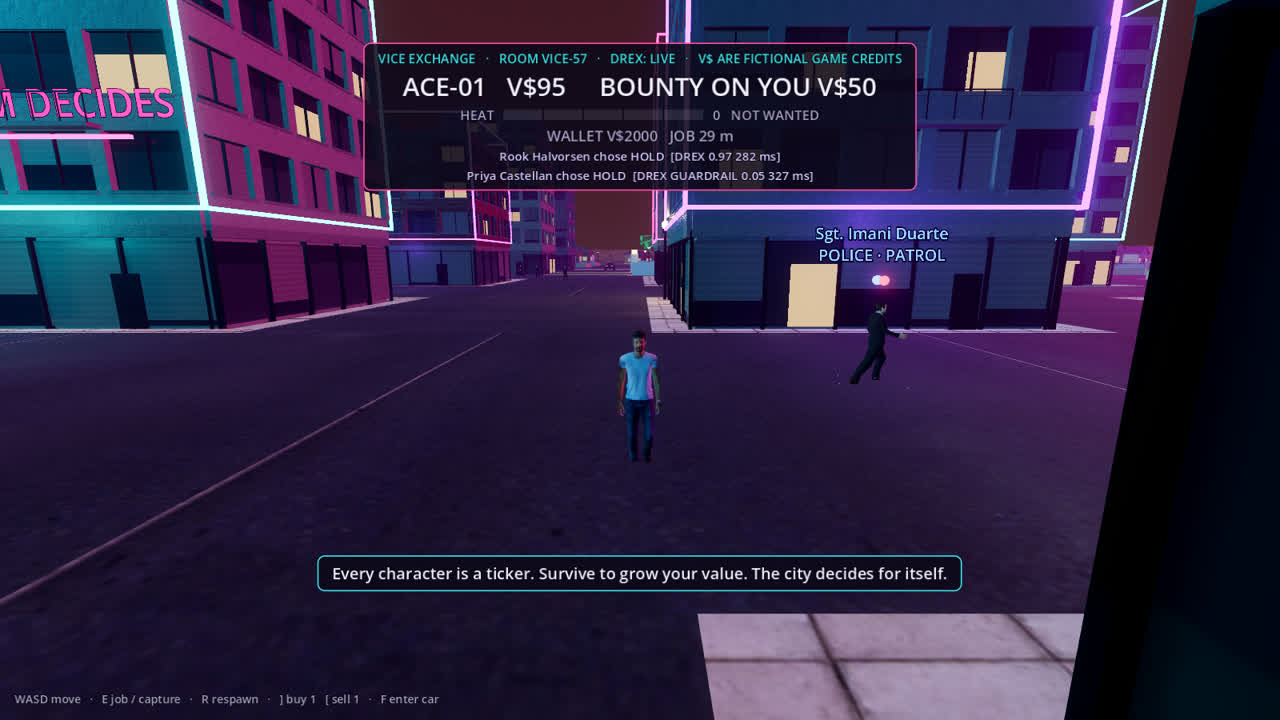 VICE EXCHANGE · ROOM VICE-57 · DREX: LIVE · V$ ARE FICTIONAL GAME CREDITS
ACE-01 V$95 BOUNTY ON YOU V$50
HEAT 0 NOT WANTED
WALLET V$2000 JOB 29 m
Rook Halvorsen chose HOLD [DREX 0.97 282 ms]
Priya Castellan chose HOLD [DREX GUARDRAIL 0.05 327 ms]
M DECIDES
Sgt. Imani Duarte
POLICE · PATROL
Every character is a ticker. Survive to grow your value. The city decides for itself.
WASD move · E job / capture · R respawn · ] buy 1 [ sell 1 · F enter car